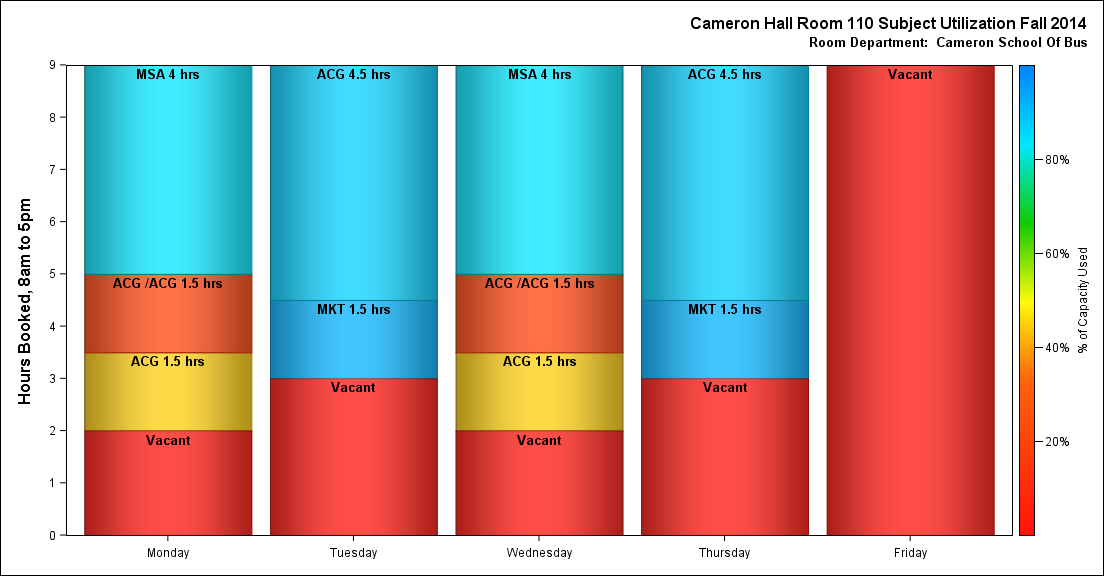 Cameron Hall Room 110 Subject Utilization Fall 2014
Room Department:  Cameron School Of Bus
Hours Booked, 8am to 5pm
9
8
7
6
5
4
3
2
1
0
MSA 4 hrs
ACG /ACG 1.5 hrs
ACG 1.5 hrs
Vacant
ACG 4.5 hrs
MKT 1.5 hrs
Vacant
MSA 4 hrs
ACG /ACG 1.5 hrs
ACG 1.5 hrs
Vacant
ACG 4.5 hrs
MKT 1.5 hrs
Vacant
Vacant
Monday
Tuesday
Wednesday
Thursday
Friday
80%
60%
40%
20%
% of Capacity Used